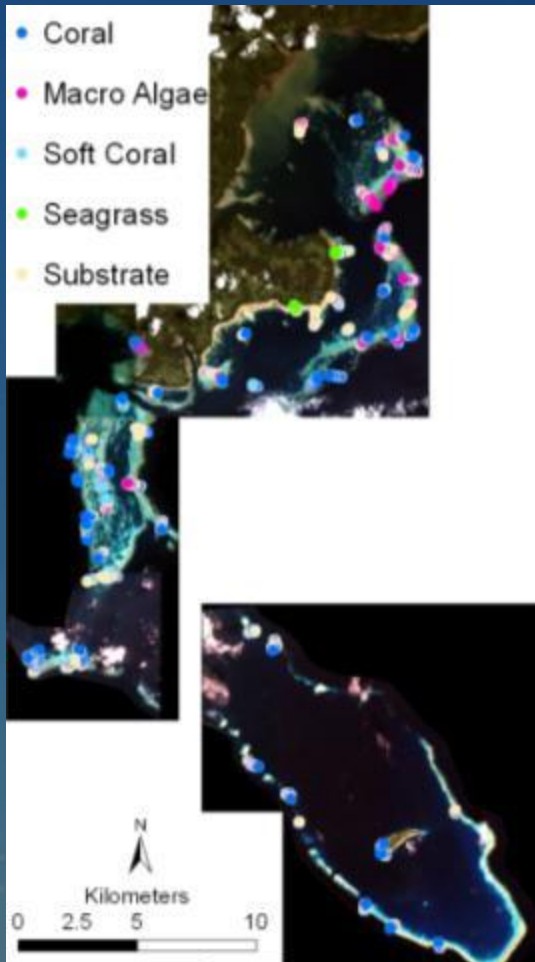 Coral
Macro Algae
Soft Coral
Seagrass
Substrate
N
Kilometers
0 2.5 5 10